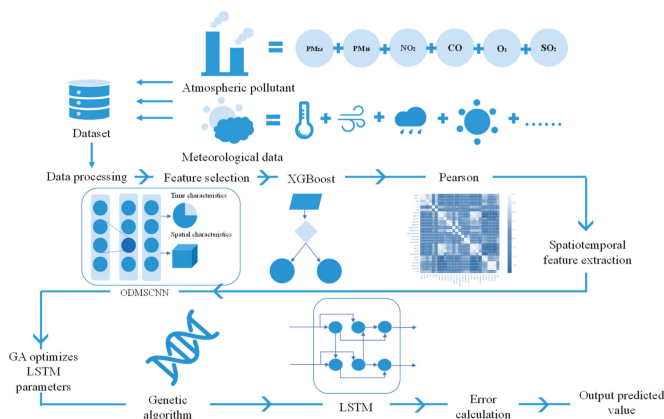 PM2.5 + PM10 + NO2 + CO + O3 + SO2
Atmospheric pollutant
Dataset
Meteorological data
......
Data processing
Feature selection
XGBoost
Pearson
Time characteristics
Spatial characteristics
Spatiotemporal
feature extraction
ODMSCNN
GA optimizes
LSTM
parameters
Genetic
algorithm
LSTM
Error
calculation
Output predicted
value